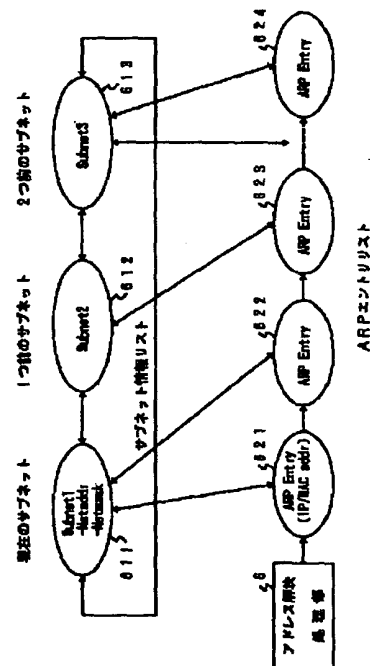 現在のサブネット
1つ前のサブネット
2つ前のサブネット
Subnet1
-Netaddr
-Netmask
611
Subnet2
612
Subnet3
613
サブネット情報リスト
6
アドレス解決
処理部
621
ARP Entry
(IP/MAC addr)
622
ARP Entry
623
ARP Entry
624
ARP Entry
ARPエントリリスト